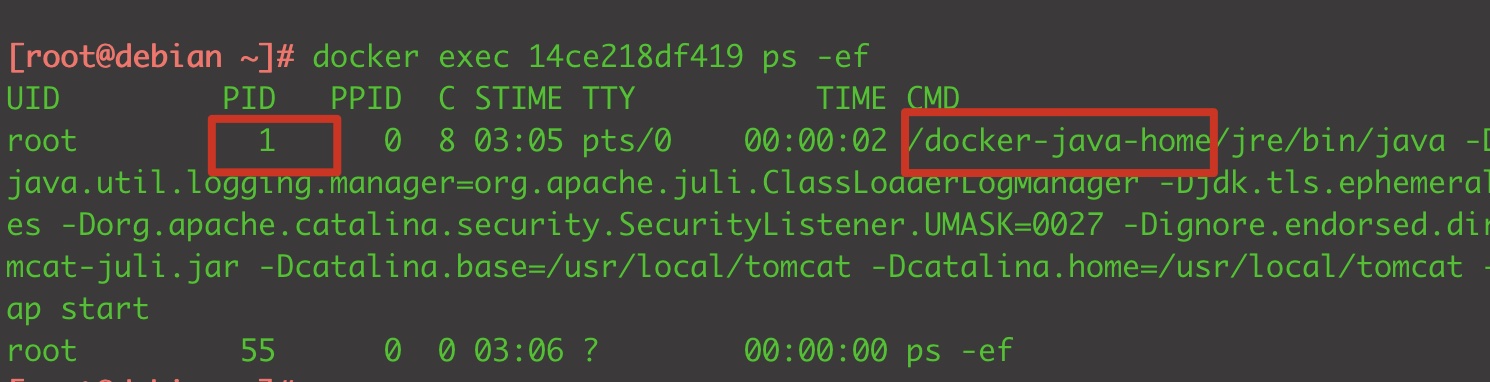 [root@debian ~]# docker exec 14ce218df419 ps -ef
UID PID PPID C STIME TTY TIME CMD
root 1 0 8 03:05 pts/0 00:00:02 /docker-java-home/jre/bin/java -D
java.util.logging.manager=org.apache.juli.ClassLoaderLogManager -Djdk.tls.ephemeral
es -Dorg.apache.catalina.security.SecurityListener.UMASK=0027 -Dignore.endorsed.dir
mcat-juli.jar -Dcatalina.base=/usr/local/tomcat -Dcatalina.home=/usr/local/tomcat -
ap start
root 55 0 0 03:06 ? 00:00:00 ps -ef